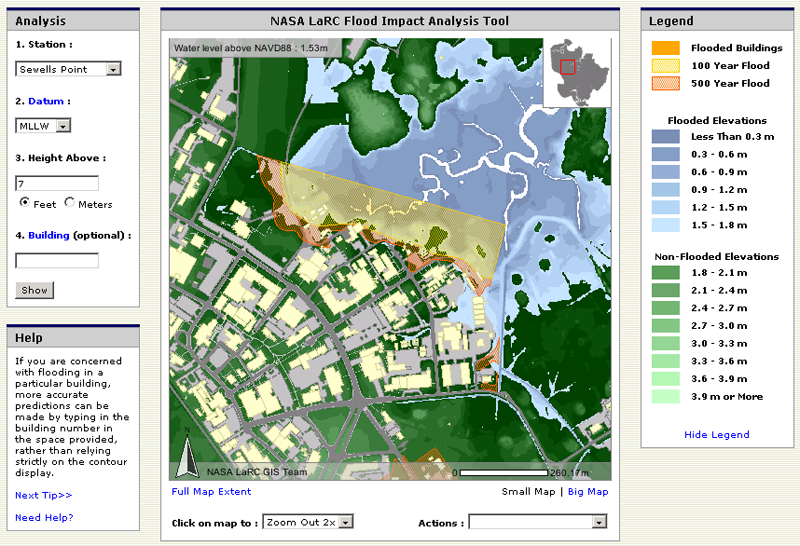 Analysis
1. Station :
Sewells Point
2. Datum :
MLLW
3. Height Above :
7
Feet Meters
4. Building (optional) :
Show
Help
If you are concerned
with flooding in a
particular building,
more accurate
predictions can be
made by typing in the
building number in
the space provided,
rather than relying
strictly on the contour
display.
Next Tip>>
Need Help?
NASA LaRC Flood Impact Analysis Tool
Water level above NAVD88 : 1.53m
N
NASA LaRC GIS Team
0 260.17m
Full Map Extent
Small Map | Big Map
Click on map to : Zoom Out 2x
Actions :
Legend
Flooded Buildings
100 Year Flood
500 Year Flood
Flooded Elevations
Less Than 0.3 m
0.3 - 0.6 m
0.6 - 0.9 m
0.9 - 1.2 m
1.2 - 1.5 m
1.5 - 1.8 m
Non-Flooded Elevations
1.8 - 2.1 m
2.1 - 2.4 m
2.4 - 2.7 m
2.7 - 3.0 m
3.0 - 3.3 m
3.3 - 3.6 m
3.6 - 3.9 m
3.9 m or More
Hide Legend